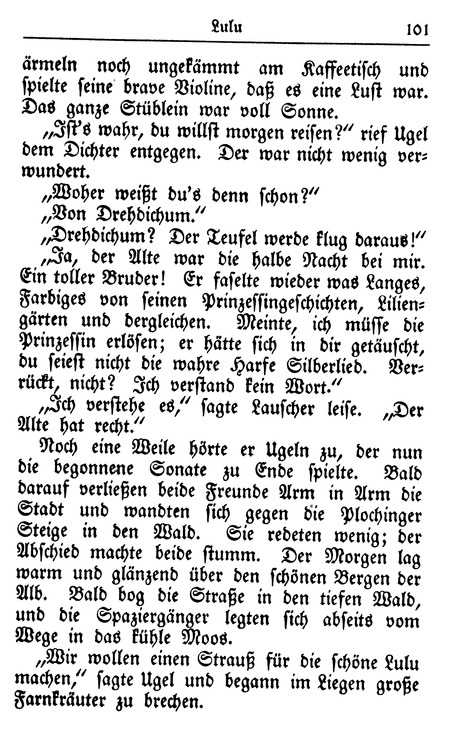 Lulu 101
ärmeln noch ungekämmt am Kaffeetisch und
spielte seine brave Violine, daß es eine Lust war.
Das ganze Stüblein war voll Sonne.
„Ist's wahr, du willst morgen reisen?“ rief Ugel
dem Dichter entgegen. Der war nicht wenig ver-
wundert.
„Woher weißt du's denn schon?“
„Von Drehdichum.“
„Drehdichum? Der Teufel werde klug daraus!“
„Ja, der Alte war die halbe Nacht bei mir.
Ein toller Bruder! Er faselte wieder was Langes,
Farbiges von seinen Prinzessingeschichten, Lilien-
gärten und dergleichen. Meinte, ich müsse die
Prinzessin erlösen; er hätte sich in dir getäuscht,
du seiest nicht die wahre Harfe Silberlied. Ver-
rückt, nicht? Ich verstand kein Wort.“
„Ich verstehe es,“ sagte Lauscher leise. „Der
Alte hat recht.“
Noch eine Weile hörte er Ugeln zu, der nun
die begonnene Sonate zu Ende spielte. Bald
darauf verließen beide Freunde Arm in Arm die
Stadt und wandten sich gegen die Plochinger
Steige in den Wald. Sie redeten wenig; der
Abschied machte beide stumm. Der Morgen lag
warm und glänzend über den schönen Bergen der
Alb. Bald bog die Straße in den tiefen Wald,
und die Spaziergänger legten sich abseits vom
Wege in das kühle Moos.
„Wir wollen einen Strauß für die schöne Lulu
machen,“ sagte Ugel und begann im Liegen große
Farnkräuter zu brechen.